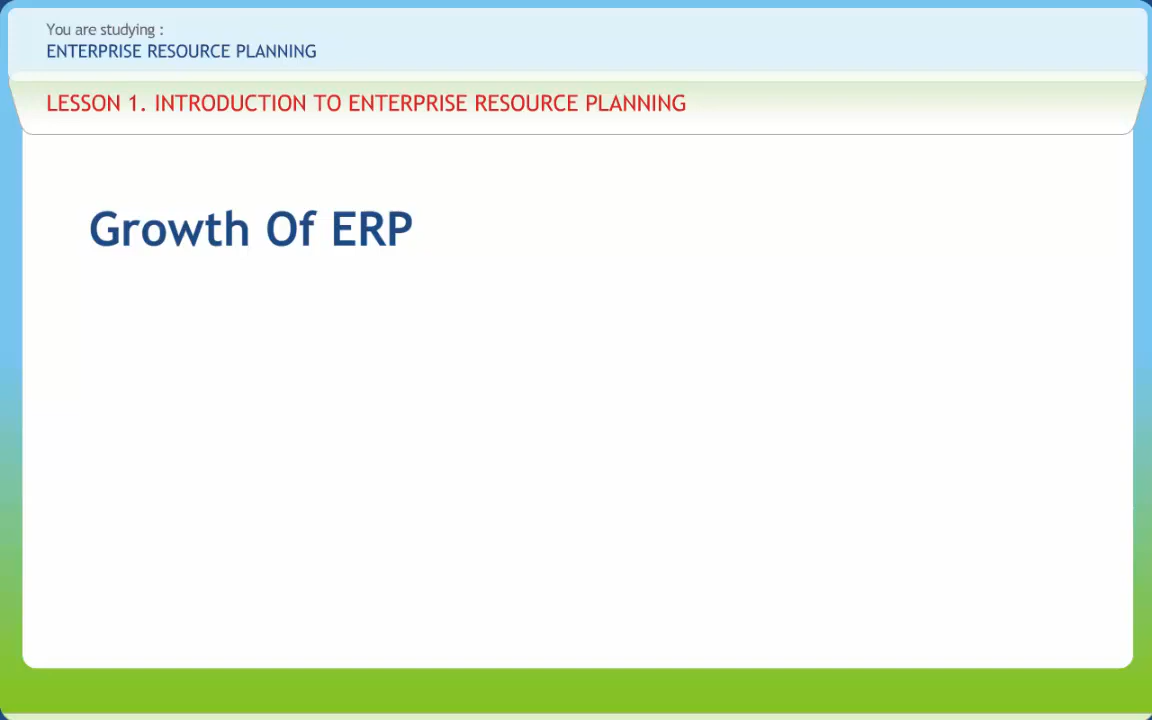 You are studying :
ENTERPRISE RESOURCE PLANNING
LESSON 1. INTRODUCTION TO ENTERPRISE RESOURCE PLANNING
Growth Of ERP